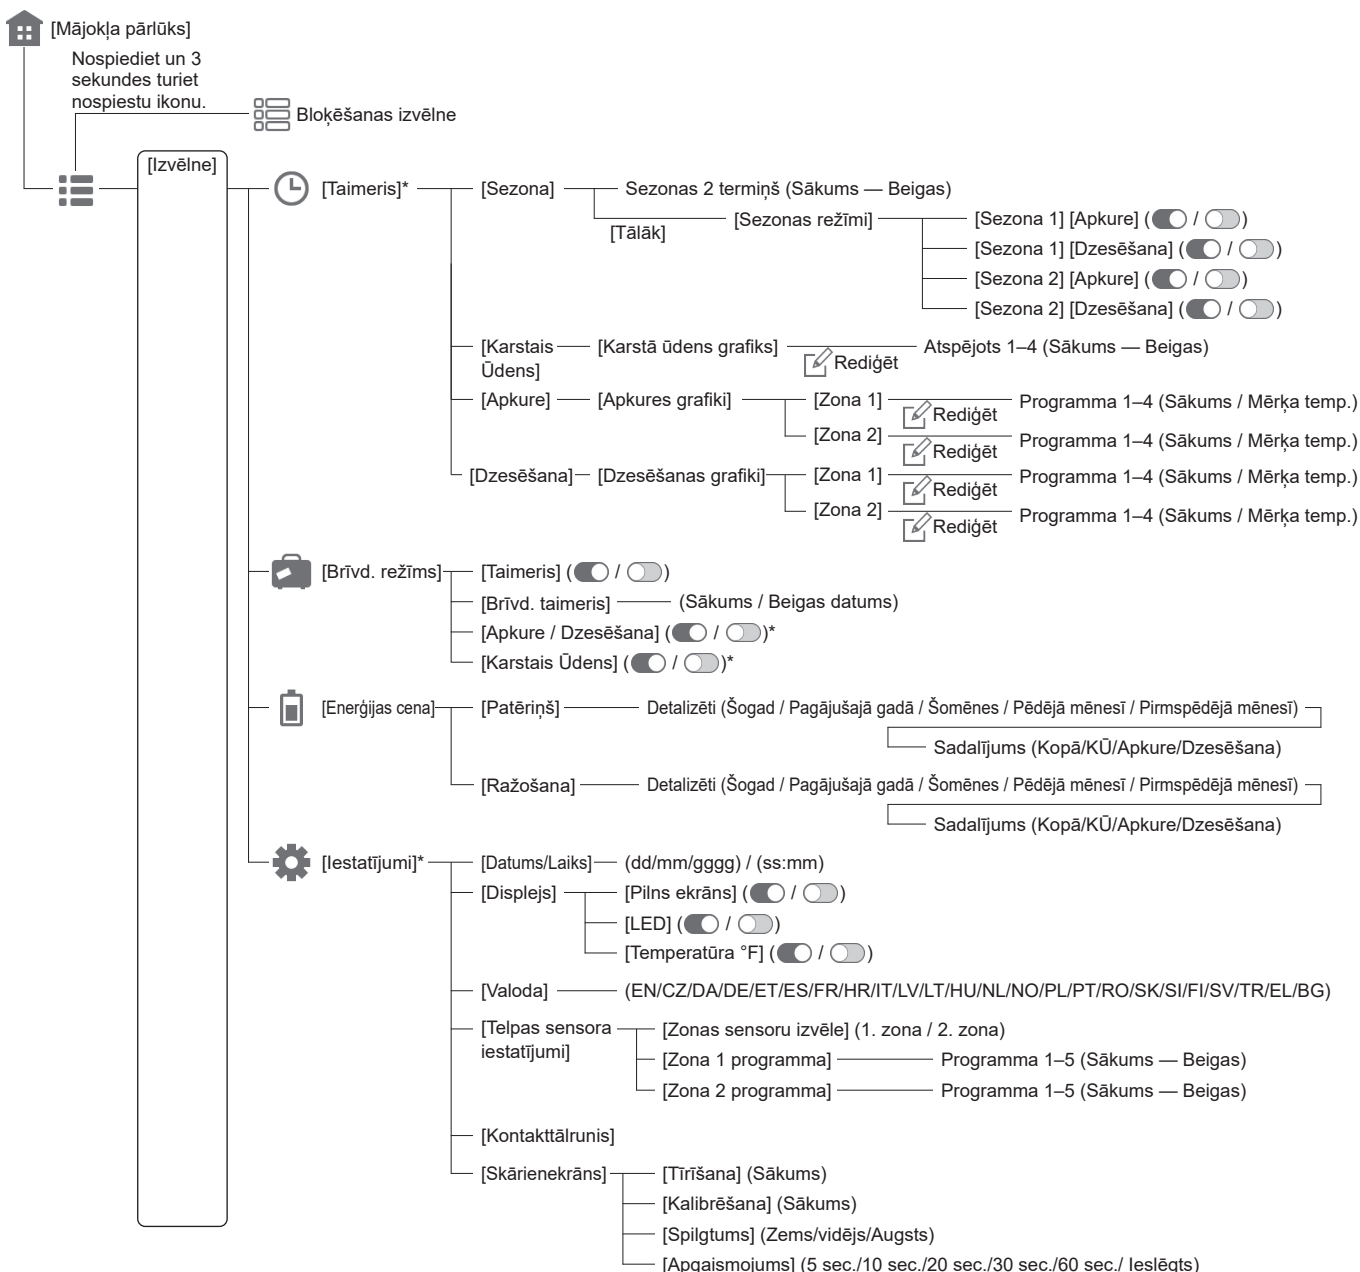 [Mājokļa pārlūks]
Nospiediet un 3
sekundes turiet
nospiestu ikonu.
Bloķēšanas izvēlne
[Izvēlne]
[Taimeris]*
[Sezona]
Sezonas 2 termiņš (Sākums — Beigas)
[Tālāk]
[Sezonas režīmi]
[Sezona 1] [Apkure] ( / )
[Sezona 1] [Dzesēšana] ( / )
[Sezona 2] [Apkure] ( / )
[Sezona 2] [Dzesēšana] ( / )
[Karstais
Ūdens]
[Karstā ūdens grafiks]
Rediģēt
Atspējots 1–4 (Sākums — Beigas)
[Apkure]
[Apkures grafiki]
[Zona 1]
Rediģēt
Programma 1–4 (Sākums / Mērķa temp.)
[Zona 2]
Rediģēt
Programma 1–4 (Sākums / Mērķa temp.)
[Dzesēšana]
[Dzesēšanas grafiki]
[Zona 1]
Rediģēt
Programma 1–4 (Sākums / Mērķa temp.)
[Zona 2]
Rediģēt
Programma 1–4 (Sākums / Mērķa temp.)
[Brīvd. režīms]
[Taimeris] ( / )
[Brīvd. taimeris]
(Sākums / Beigas datums)
[Apkure / Dzesēšana] ( / )*
[Karstais Ūdens] ( / )*
[Enerģijas cena]
[Patēriņš]
Detalizēti (Šogad / Pagājušajā gadā / Šomēnes / Pēdējā mēnesī / Pirmspēdējā mēnesī)
Sadalījums (Kopā/KŪ/Apkure/Dzesēšana)
[Ražošana]
Detalizēti (Šogad / Pagājušajā gadā / Šomēnes / Pēdējā mēnesī / Pirmspēdējā mēnesī)
Sadalījums (Kopā/KŪ/Apkure/Dzesēšana)
[Iestatījumi]*
[Datums/Laiks]
(dd/mm/gggg) / (ss:mm)
[Displejs]
[Pilns ekrāns] ( / )
[LED] ( / )
[Temperatūra °F] ( / )
[Valoda]
(EN/CZ/DA/DE/ET/ES/FR/HR/IT/LV/LT/HU/NL/NO/PL/PT/RO/SK/SI/FI/SV/TR/EL/BG)
[Telpas sensora
iestatījumi]
[Zonas sensoru izvēle] (1. zona / 2. zona)
[Zona 1 programma]
Programma 1–5 (Sākums — Beigas)
[Zona 2 programma]
Programma 1–5 (Sākums — Beigas)
[Kontakttālrunis]
[Skārienekrāns]
[Tīrīšana] (Sākums)
[Kalibrēšana] (Sākums)
[Spilgtums] (Zems/vidējs/Augsts)
[Apgaismojums] (5 sec./10 sec./20 sec./30 sec./60 sec./ Ieslēgts)